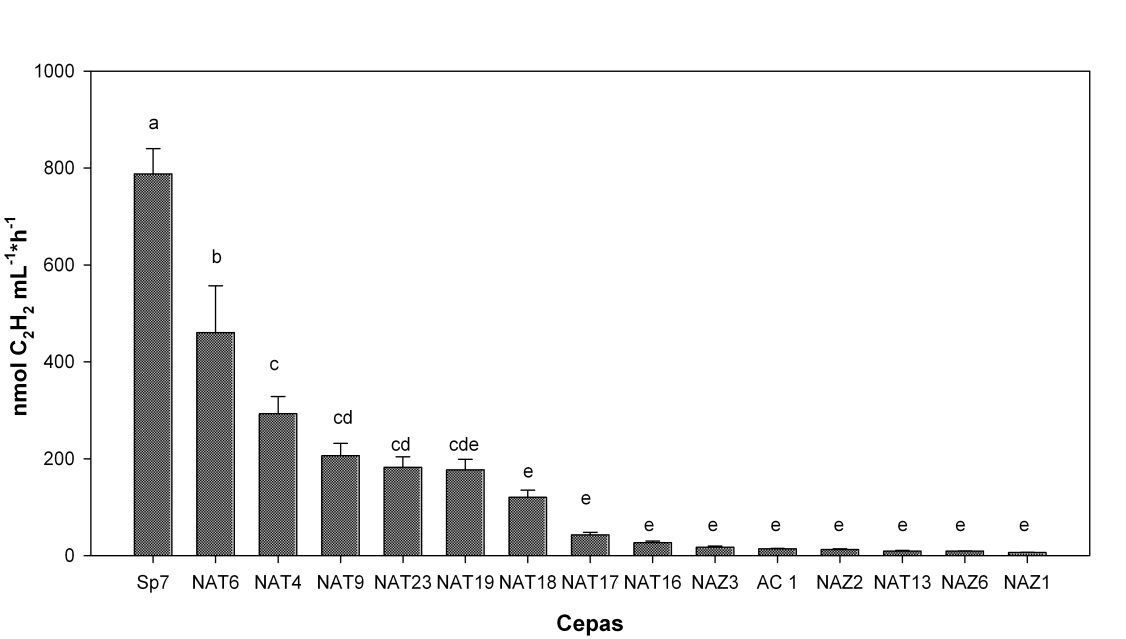 1000
800
600
400
200
0
nmol C₂H₂ mL⁻¹*h⁻¹
a
b
c
cd
cd
cde
e
e
e
e
e
e
e
e
e
Sp7 NAT6 NAT4 NAT9 NAT23 NAT19 NAT18 NAT17 NAT16 NAZ3 AC 1 NAZ2 NAT13 NAZ6 NAZ1
Cepas